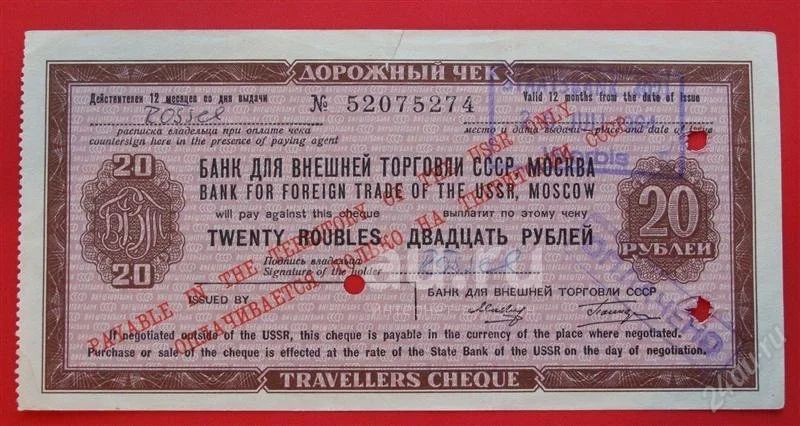 ДОРОЖНЫЙ ЧЕК
Действителен 12 месяцев со дня выдачи
№ 52075274
Valid 12 months from the date of issue
Rossel
расписка владельца при оплате чека
countersign here in the presence of paying agent
место и дата выдачи - place and date of issue
20
БАНК ДЛЯ ВНЕШНЕЙ ТОРГОВЛИ СССР, МОСКВА
BANK FOR FOREIGN TRADE OF THE USSR, MOSCOW
will pay against this cheque выплатит по этому чеку
TWENTY ROUBLES ДВАДЦАТЬ РУБЛЕЙ
БВТ
20
РУБЛЕЙ
20
Подпись владельца
Signature of the holder
Rossel
ISSUED BY
БАНК ДЛЯ ВНЕШНЕЙ ТОРГОВЛИ СССР
PAYABLE IN THE TERRITORY OF THE USSR ONLY
ОПЛАЧИВАЕТСЯ ТОЛЬКО НА ТЕРРИТОРИИ СССР
If negotiated outside of the USSR, this cheque is payable in the currency of the place where negotiated.
Purchase or sale of the cheque is effected at the rate of the State Bank of the USSR on the day of negotiation.
TRAVELLERS CHEQUE
24au.ru